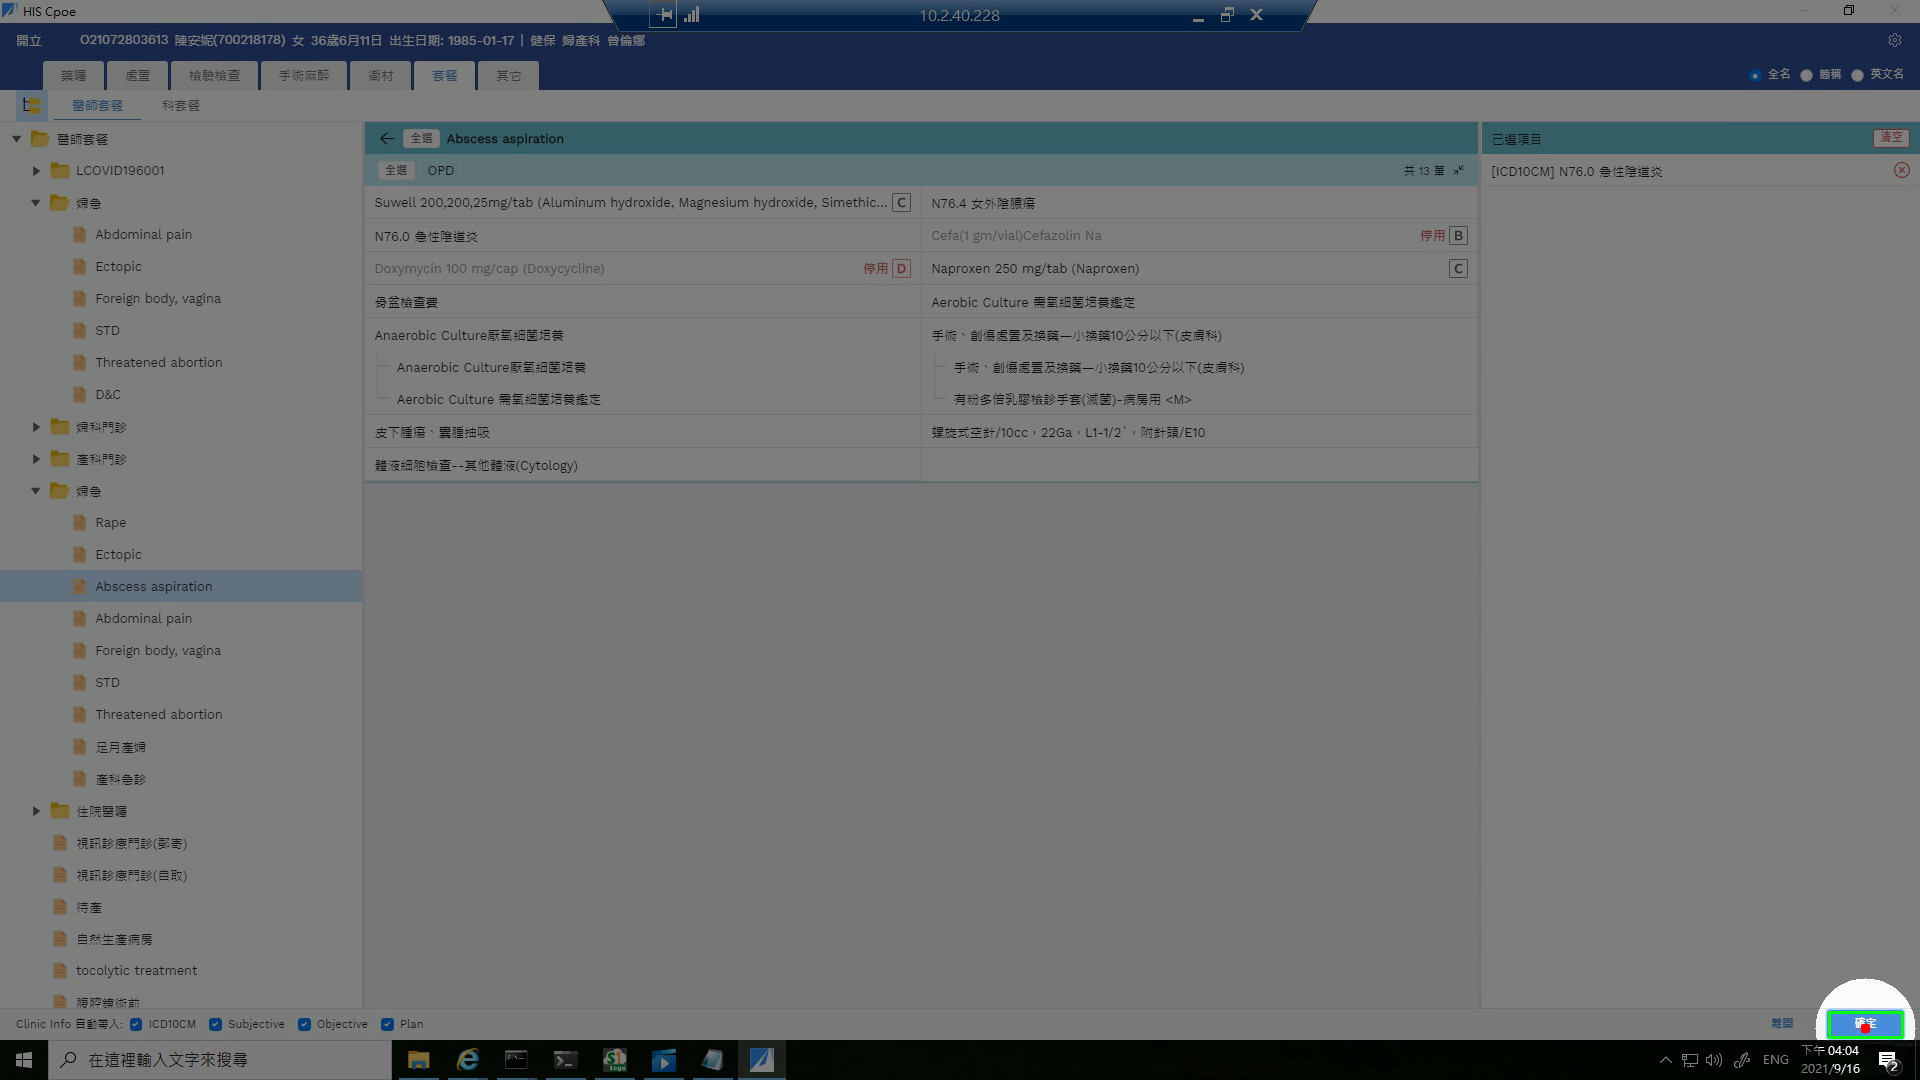 HIS Cpoe
10.2.40.228
開立 O21072803613 陳安妮(700218178) 女 36歲6月11日 出生日期: 1985-01-17 | 健保 婦產科 曾倫娜
藥囑 處置 檢驗檢查 手術麻醉 衛材 套餐 其它
全名 簡稱 英文名
醫師套餐 科套餐
醫師套餐
LCOVID196001
婦急
Abdominal pain
Ectopic
Foreign body, vagina
STD
Threatened abortion
D&C
婦科門診
產科門診
婦急
Rape
Ectopic
Abscess aspiration
Abdominal pain
Foreign body, vagina
STD
Threatened abortion
足月產婦
產科急診
住院醫囑
視訊診療門診(郵寄)
視訊診療門診(自取)
待產
自然生產病房
tocolytic treatment
腹腔鏡術前
全選 Abscess aspiration
全選 OPD 共 13 筆
Suwell 200,200,25mg/tab (Aluminum hydroxide, Magnesium hydroxide, Simethic... C
N76.4 女外陰膿瘍
N76.0 急性陰道炎
Cefa(1 gm/vial)Cefazolin Na 停用 B
Doxymycin 100 mg/cap (Doxycycline) 停用 D
Naproxen 250 mg/tab (Naproxen) C
骨盆檢查費
Aerobic Culture 需氧細菌培養鑑定
Anaerobic Culture厭氧細菌培養
手術、創傷處置及換藥—小換藥10公分以下(皮膚科)
Anaerobic Culture厭氧細菌培養
手術、創傷處置及換藥—小換藥10公分以下(皮膚科)
Aerobic Culture 需氧細菌培養鑑定
有粉多倍乳膠檢診手套(滅菌)-病房用 <M>
皮下腫瘍、囊腫抽吸
螺旋式空針/10cc，22Ga，L1-1/2`，附針頭/E10
體液細胞檢查--其他體液(Cytology)
已選項目 清空
[ICD10CM] N76.0 急性陰道炎
Clinic Info 自動帶入: ICD10CM Subjective Objective Plan
離開 確定
在這裡輸入文字來搜尋
ENG
下午 04:04
2021/9/16
2